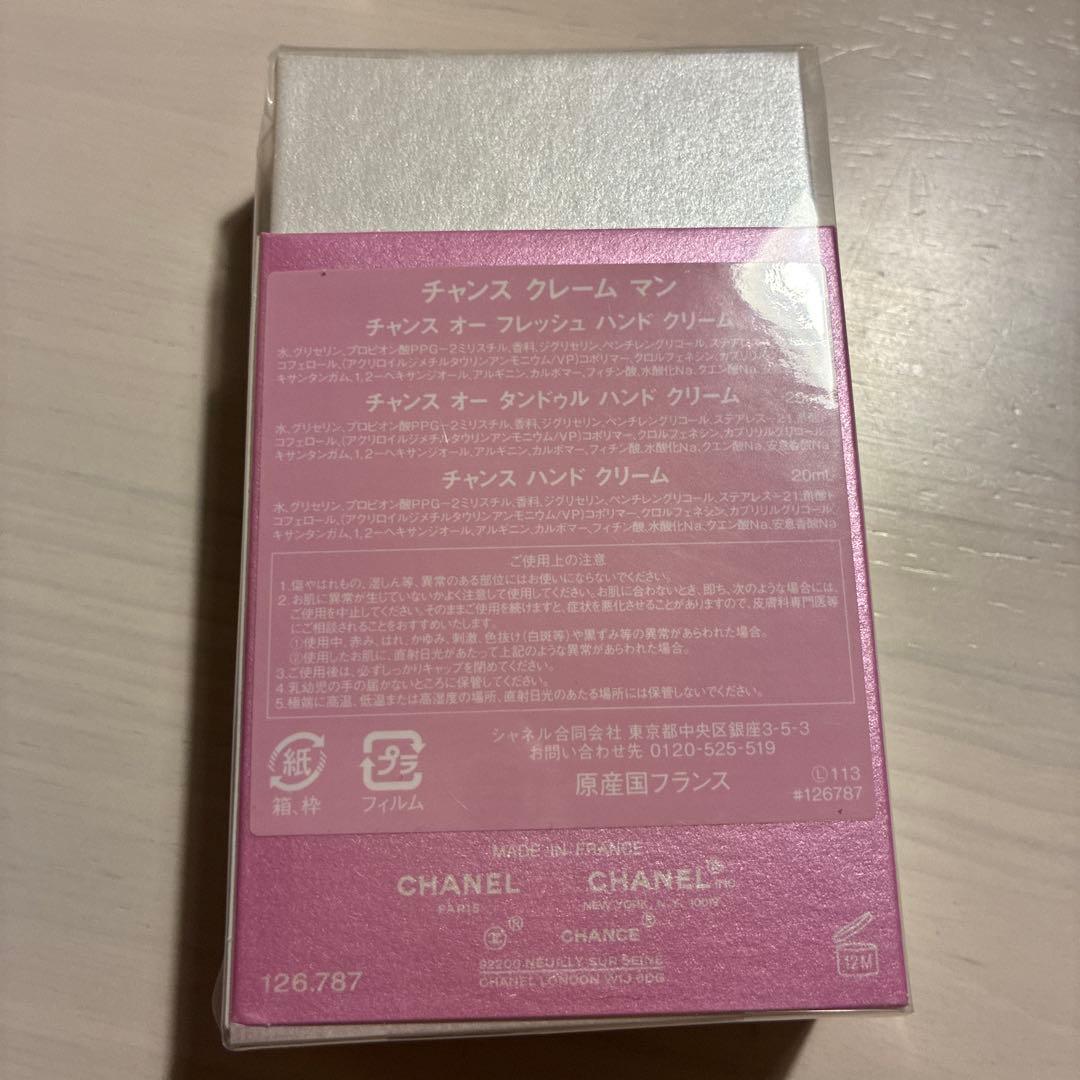 チャンス クレーム マン
チャンス オー フレッシュ ハンド クリーム
水、グリセリン、プロピオン酸PPG-2ミリスチル、香料、ジグリセリン、ペンチレングリコール、ステアレス-21、
コフェロール、(アクリロイルジメチルタウリンアンモニウム/VP)コポリマー、クロルフェネシン、カプリリル
キサンタンガム、1,2-ヘキサンジオール、アルギニン、カルボマー、フィチン酸、水酸化Na、クエン酸Na、
チャンス オー タンドゥル ハンド クリーム
水、グリセリン、プロピオン酸PPG-2ミリスチル、香料、ジグリセリン、ペンチレングリコール、ステアレス-21、酢酸ト
コフェロール、(アクリロイルジメチルタウリンアンモニウム/VP)コポリマー、クロルフェネシン、カプリリルグリコール、
キサンタンガム、1,2-ヘキサンジオール、アルギニン、カルボマー、フィチン酸、水酸化Na、クエン酸Na、安息香酸Na
チャンス ハンド クリーム 20mL
水、グリセリン、プロピオン酸PPG-2ミリスチル、香料、ジグリセリン、ペンチレングリコール、ステアレス-21、酢酸ト
コフェロール、(アクリロイルジメチルタウリンアンモニウム/VP)コポリマー、クロルフェネシン、カプリリルグリコール、
キサンタンガム、1,2-ヘキサンジオール、アルギニン、カルボマー、フィチン酸、水酸化Na、クエン酸Na、安息香酸Na
ご使用上の注意
1.傷やはれもの、湿しん等、異常のある部位にはお使いにならないでください。
2.お肌に異常が生じていないかよく注意して使用してください。お肌に合わないとき、即ち、次のような場合には、
ご使用を中止してください。そのままご使用を続けますと、症状を悪化させることがありますので、皮膚科専門医等
にご相談されることをおすすめいたします。
①使用中、赤み、はれ、かゆみ、刺激、色抜け(白斑等)や黒ずみ等の異常があらわれた場合。
②使用したお肌に、直射日光があたって上記のような異常があらわれた場合。
3.ご使用後は、必ずしっかりキャップを閉めてください。
4.乳幼児の手の届かないところに保管してください。
5.極端に高温、低温または高湿度の場所、直射日光のあたる場所には保管しないでください。
シャネル合同会社 東京都中央区銀座3-5-3
お問い合わせ先 0120-525-519
紙
箱、枠
プラ
フィルム
原産国フランス
Ⓛ113
#126787
MADE IN FRANCE
CHANEL CHANEL® INC.
PARIS NEW YORK, N.Y. 10019
® CHANCE®
92200 NEUILLY SUR SEINE
CHANEL LONDON W1J 6DG
126.787
12M